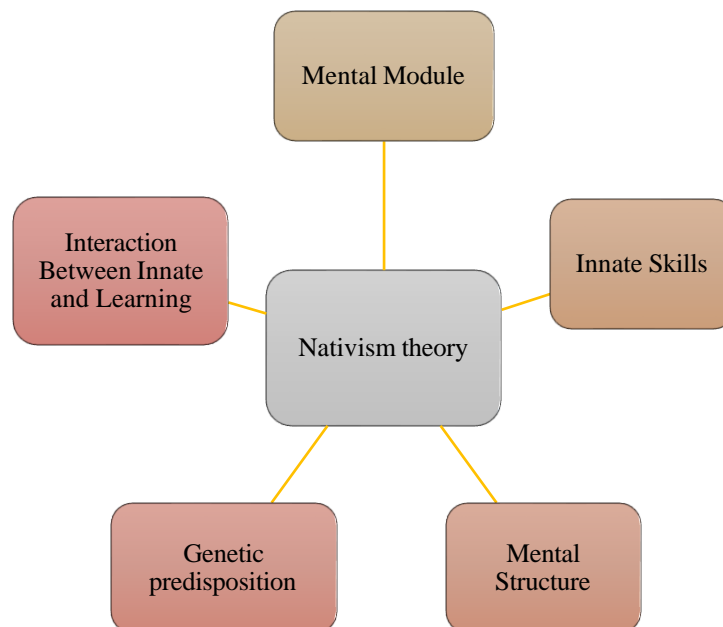 Mental Module
Interaction
Between Innate
and Learning
Innate Skills
Nativism theory
Genetic
predisposition
Mental
Structure